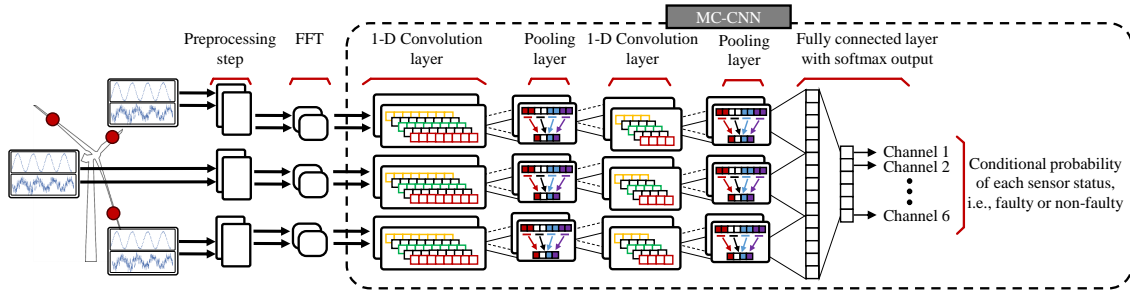 MC-CNN
Preprocessing
step
FFT
1-D Convolution
layer
Pooling
layer
1-D Convolution
layer
Pooling
layer
Fully connected layer
with softmax output
Channel 1
Channel 2
Channel 6
Conditional probability
of each sensor status,
i.e., faulty or non-faulty